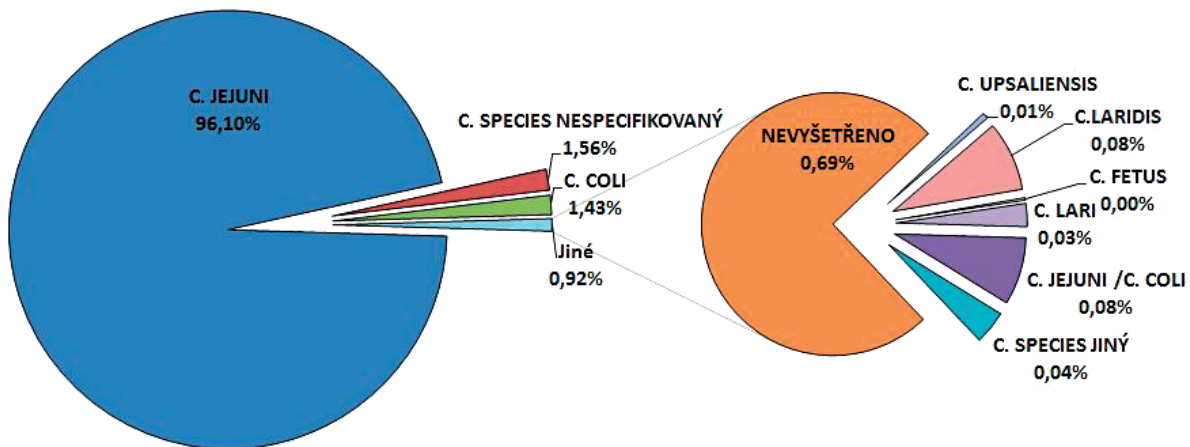 C. JEJUNI
96,10%
C. SPECIES NESPECIFIKOVANÝ
1,56%
C. COLI
1,43%
Jiné
0,92%
NEVYŠETŘENO
0,69%
C. UPSALIENSIS
0,01%
C.LARIDIS
0,08%
C. FETUS
0,00%
C. LARI
0,03%
C. JEJUNI /C. COLI
0,08%
C. SPECIES JINÝ
0,04%